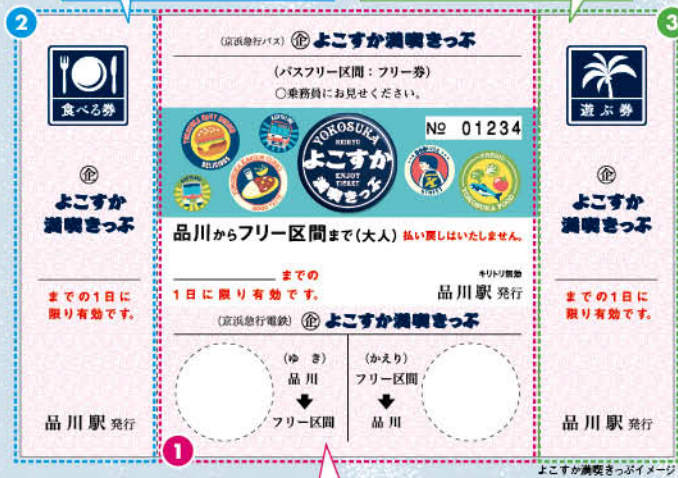 2
食べる券
企
よこすか
満喫きっぷ
までの1日に
限り有効です。
品川駅 発行
(京浜急行バス) 企 よこすか満喫きっぷ
(バスフリー区間:フリー券)
○乗務員にお見せください。
YOKOSUKA
KEIKYU
よこすか
満喫きっぷ
ENJOY
TICKET
DELICIOUS
YOKOSUKA FOOD
№ 01234
品川からフリー区間まで(大人) 払い戻しはいたしません。
までの
1日に限り有効です。
キリトリ無効
品川駅 発行
(京浜急行電鉄) 企 よこすか満喫きっぷ
(ゆ き)
品 川
フリー区間
(かえり)
フリー区間
品 川
1
3
遊ぶ券
企
よこすか
満喫きっぷ
までの1日に
限り有効です。
品川駅 発行
よこすか満喫きっぷイメージ